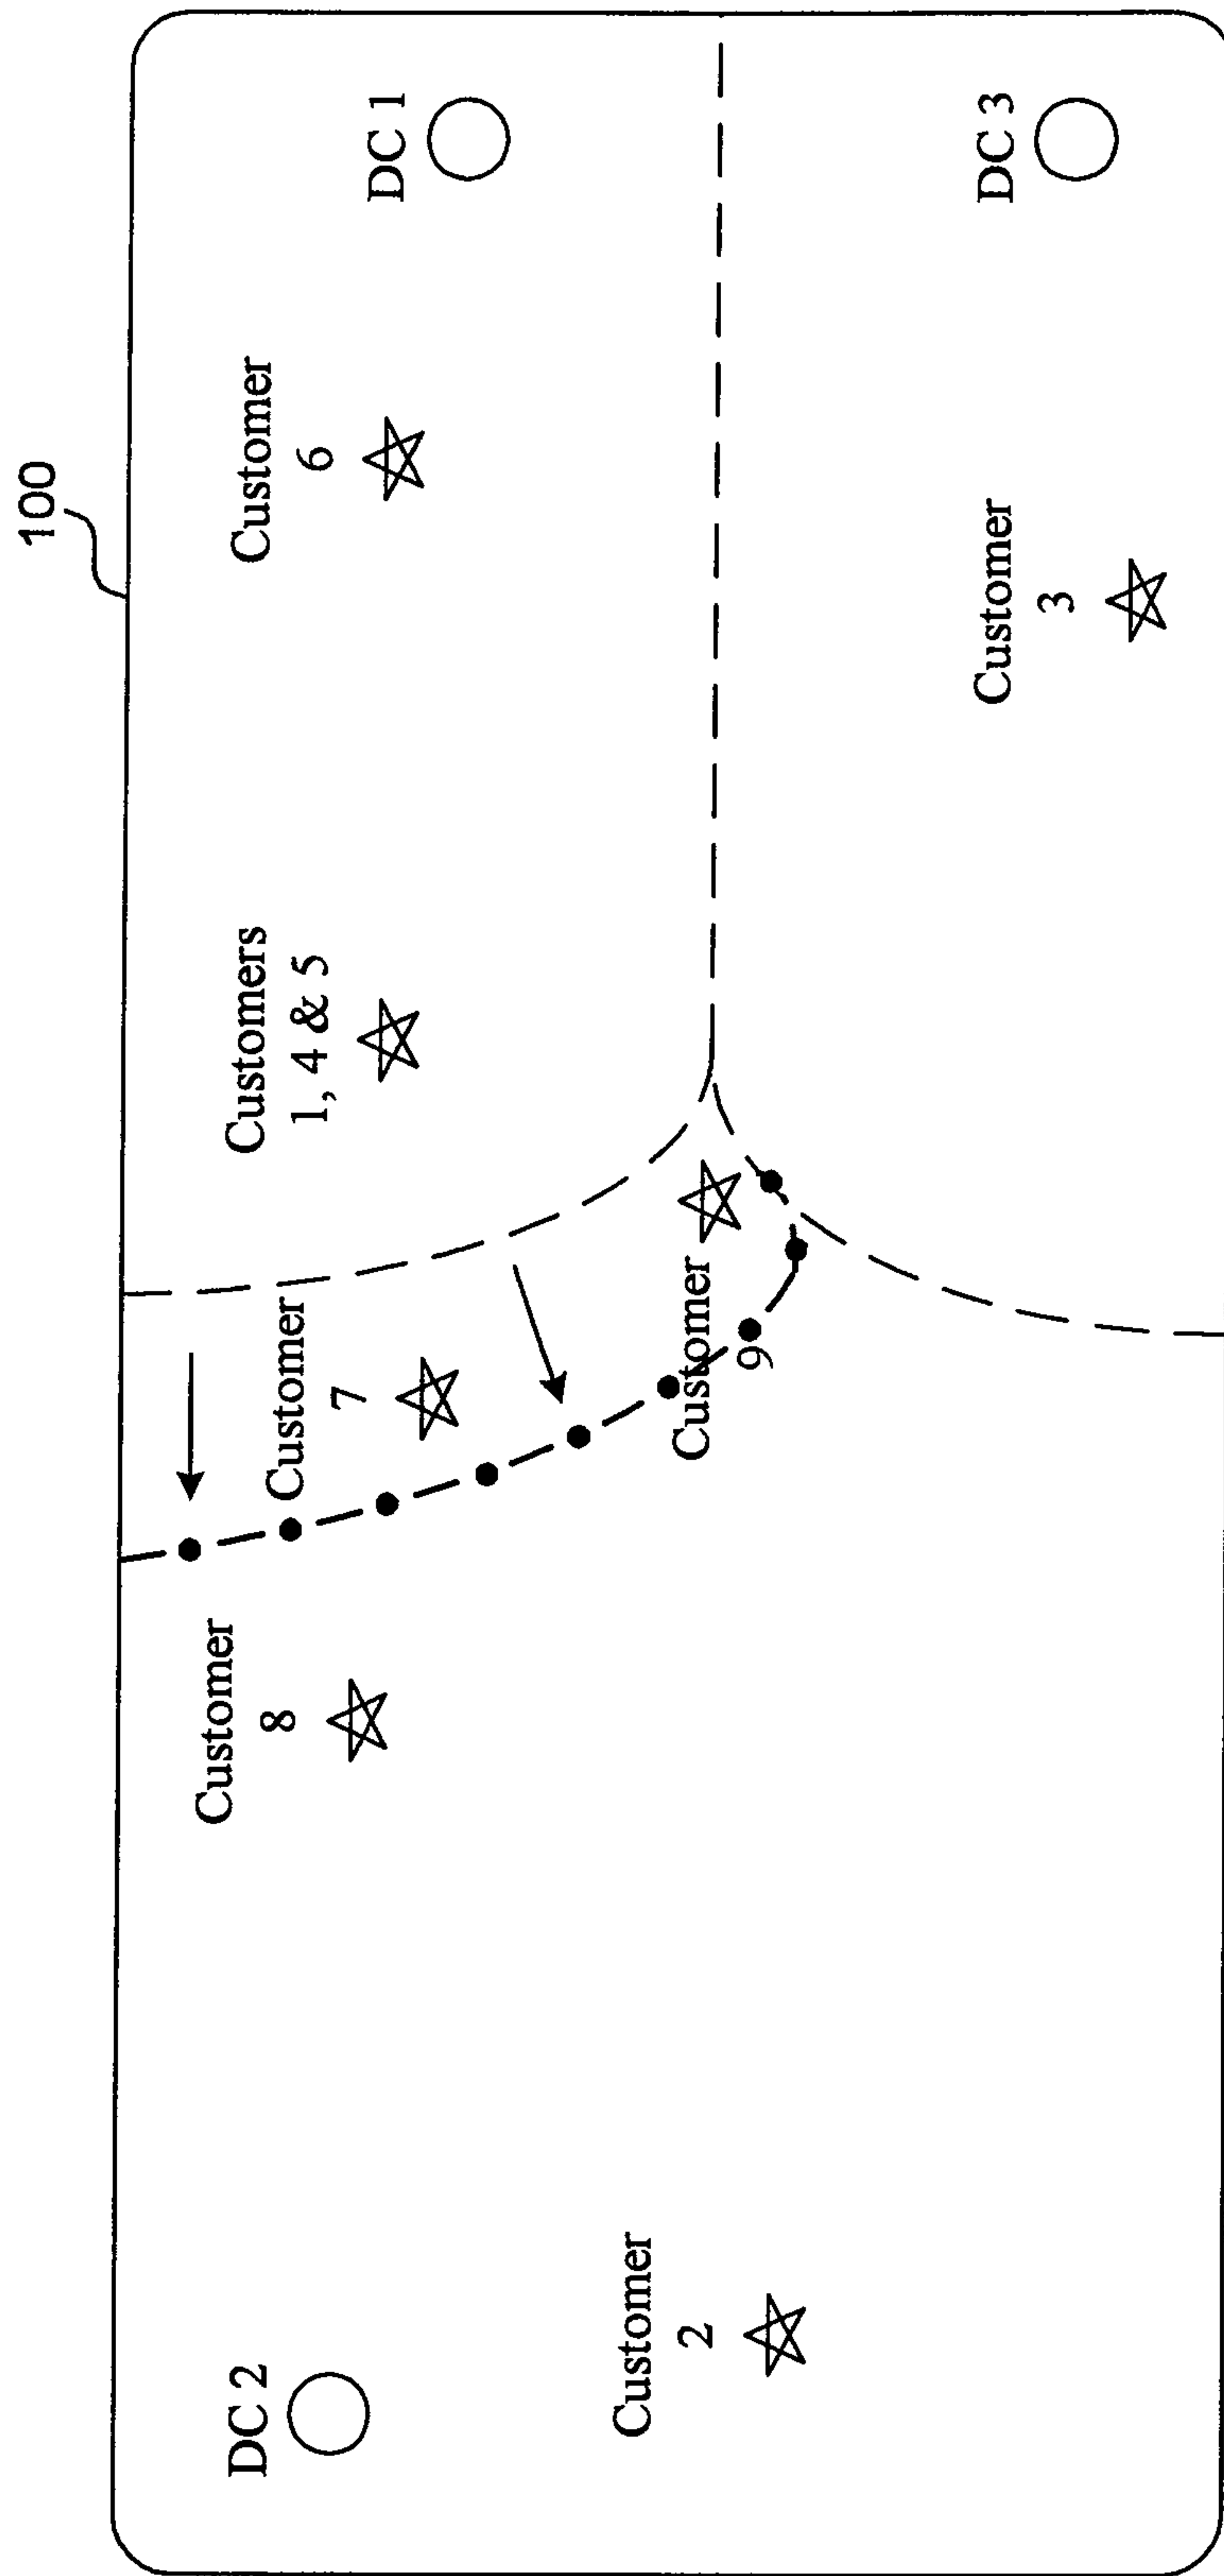 100
DC 2
Customer
8
Customer
7
Customers
1, 4 & 5
Customer
6
DC 1
Customer
2
Customer
9
Customer
3
DC 3